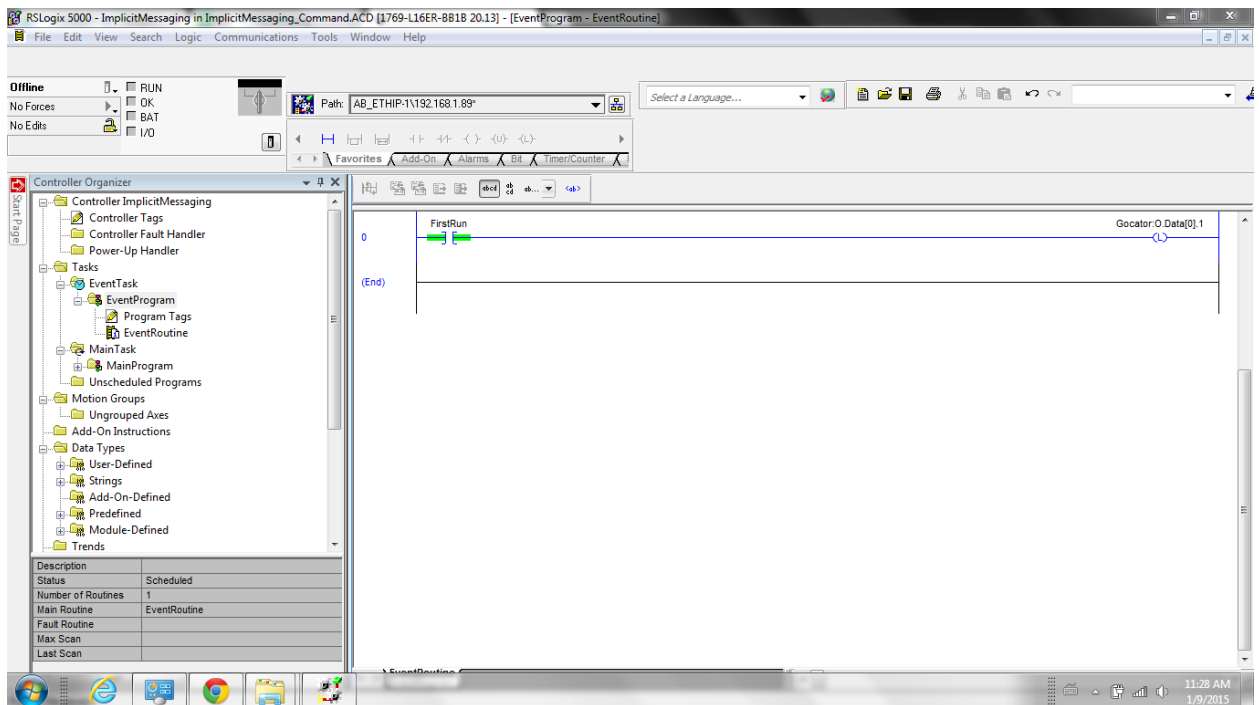 RSLogix 5000 - ImplicitMessaging in ImplicitMessaging_Command.ACD [1769-L16ER-BB1B 20.13] - [EventProgram - EventRoutine]
File Edit View Search Logic Communications Tools Window Help
Offline
RUN
No Forces
OK
No Edits
BAT
I/O
Path: AB_ETHIP-1\192.168.1.89*
Select a Language...
Favorites Add-On Alarms Bit Timer/Counter
Start Page
Controller Organizer
Controller ImplicitMessaging
Controller Tags
Controller Fault Handler
Power-Up Handler
Tasks
EventTask
EventProgram
Program Tags
EventRoutine
MainTask
MainProgram
Unscheduled Programs
Motion Groups
Ungrouped Axes
Add-On Instructions
Data Types
User-Defined
Strings
Add-On-Defined
Predefined
Module-Defined
Trends
Description
Status Scheduled
Number of Routines 1
Main Routine EventRoutine
Fault Routine
Max Scan
Last Scan
abcd ab cd ab... <ab>
FirstRun
Gocator:O.Data[0].1
0
L
(End)
EventRoutine
11:28 AM
1/9/2015